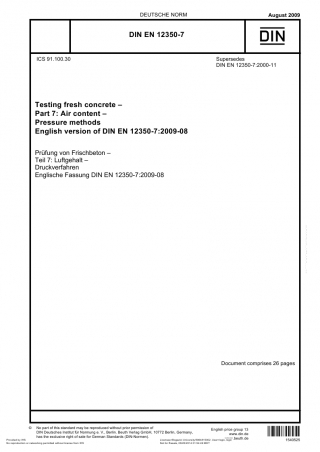 DEUTSCHE NORM
August 2009
DIN EN 12350-7
DIN
ICS 91.100.30
Supersedes
DIN EN 12350-7:2000-11
Testing fresh concrete –
Part 7: Air content –
Pressure methods
English version of DIN EN 12350-7:2009-08
Prüfung von Frischbeton –
Teil 7: Luftgehalt –
Druckverfahren
Englische Fassung DIN EN 12350-7:2009-08
Document comprises 26 pages
© No part of this standard may be reproduced without prior permission of
DIN Deutsches Institut für Normung e. V., Berlin. Beuth Verlag GmbH, 10772 Berlin, Germany,
has the exclusive right of sale for German Standards (DIN-Normen).
English price group 13
www.din.de
www.beuth.de